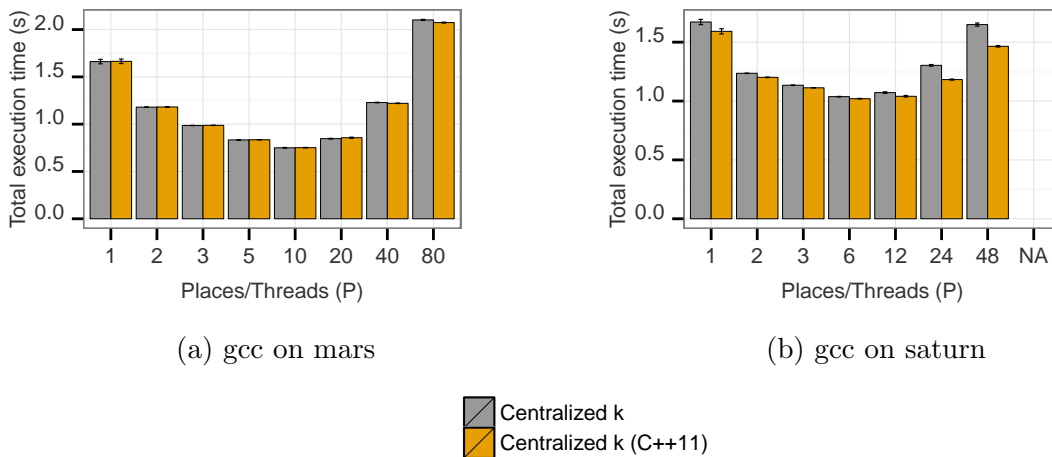 Total execution time (s)
2.0
1.5
1.0
0.5
0.0
1 2 3 5 10 20 40 80
Places/Threads (P)
(a) gcc on mars
Total execution time (s)
1.5
1.0
0.5
0.0
1 2 3 6 12 24 48 NA
Places/Threads (P)
(b) gcc on saturn
Centralized k
Centralized k (C++11)